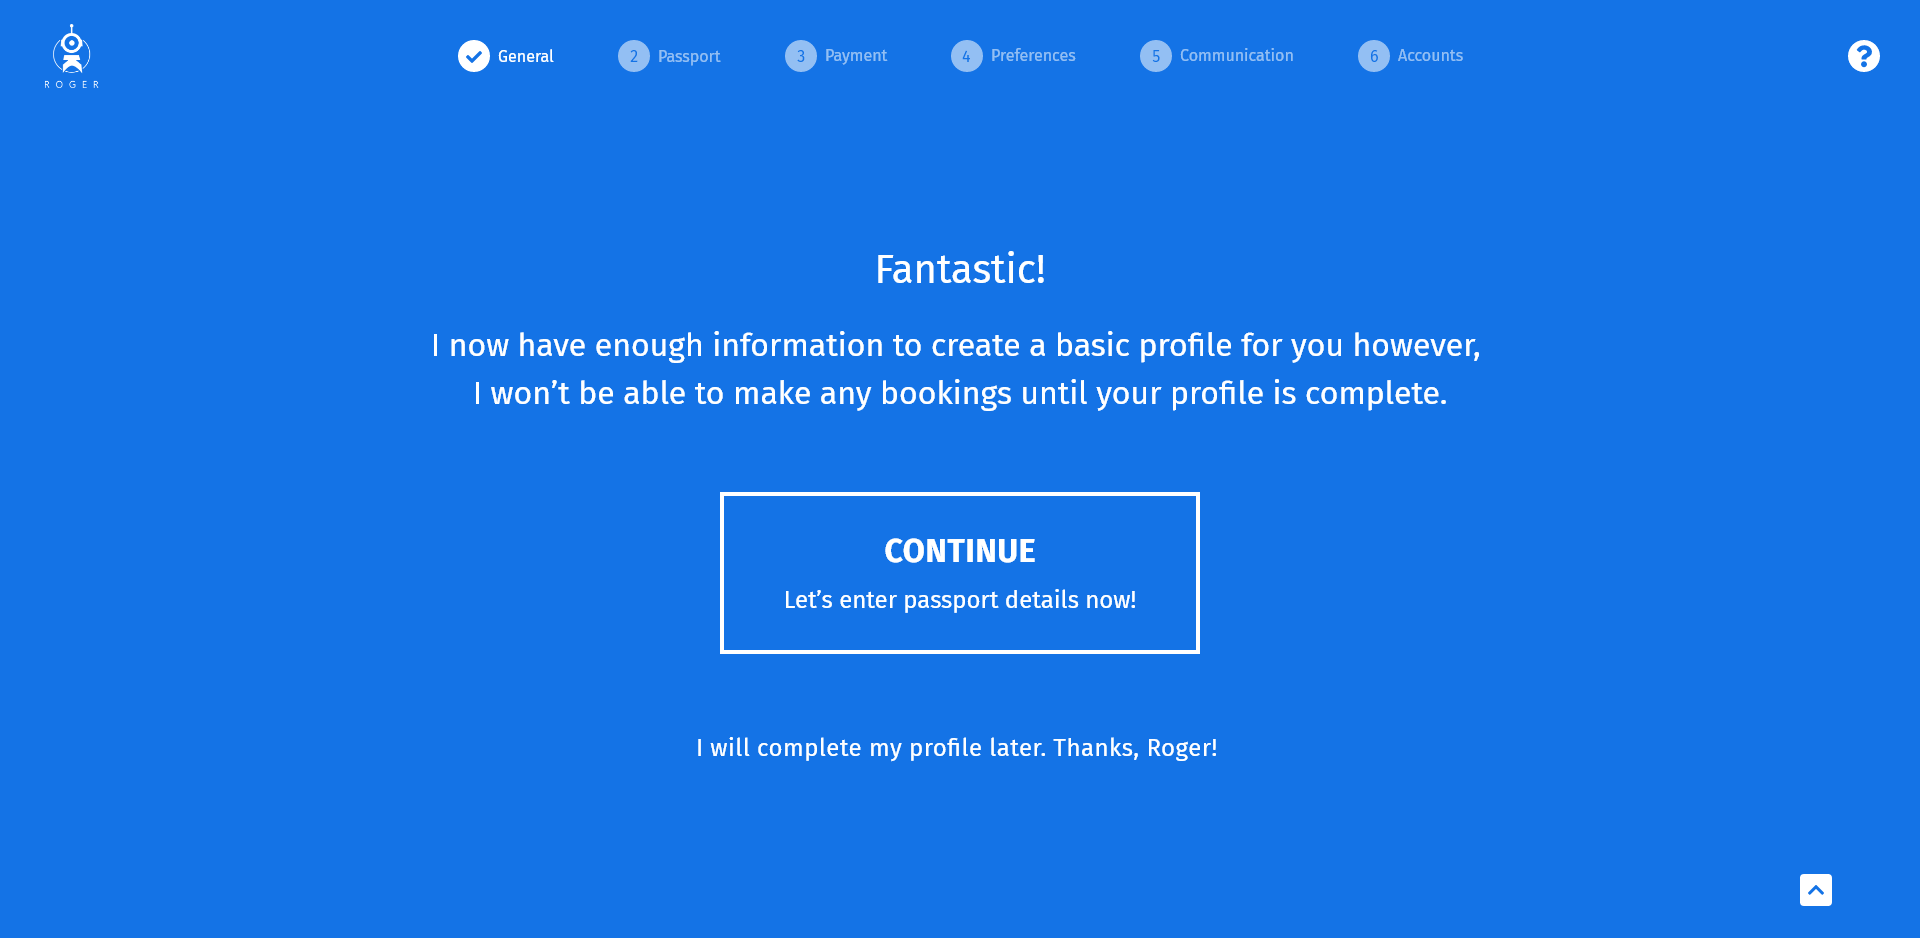 ROGER
General
2 Passport
3 Payment
4 Preferences
5 Communication
6 Accounts
?
Fantastic!
I now have enough information to create a basic profile for you however,
I won’t be able to make any bookings until your profile is complete.
CONTINUE
Let’s enter passport details now!
I will complete my profile later. Thanks, Roger!